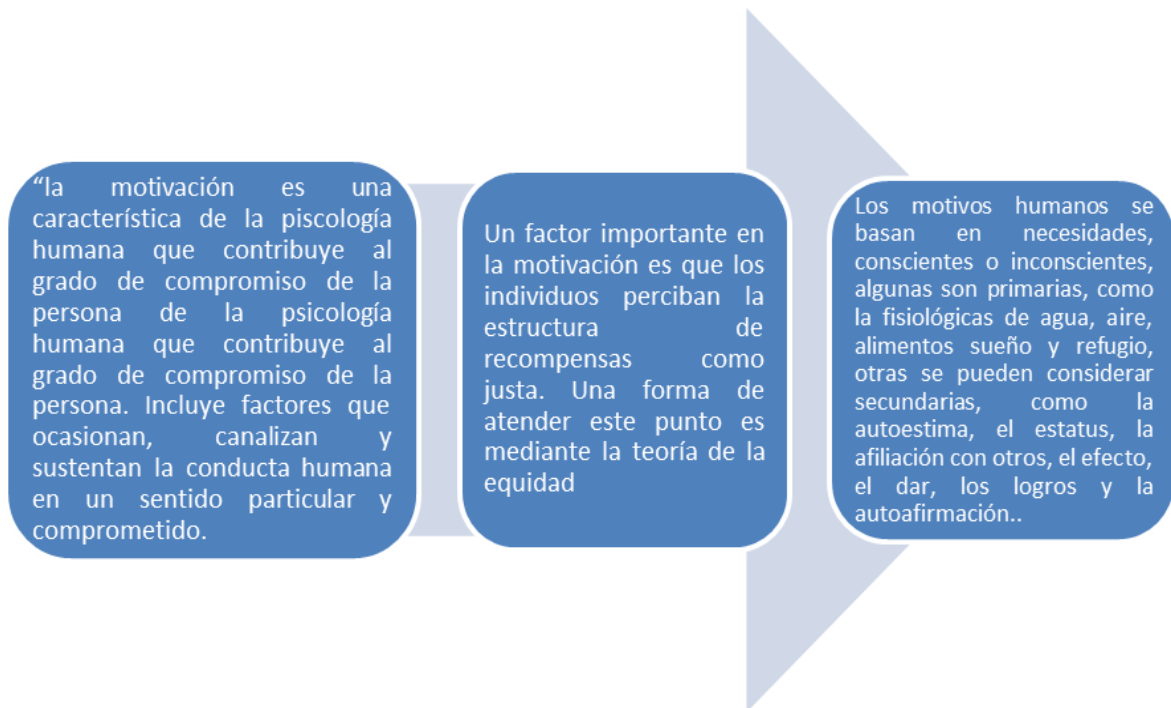 “la motivación es una
característica de la piscología
humana que contribuye al
grado de compromiso de la
persona de la psicología
humana que contribuye al
grado de compromiso de la
persona. Incluye factores que
ocasionan, canalizan y
sustentan la conducta humana
en un sentido particular y
comprometido.
Un factor importante en
la motivación es que los
individuos perciban la
estructura de
recompensas como
justa. Una forma de
atender este punto es
mediante la teoría de la
equidad
Los motivos humanos se
basan en necesidades,
conscientes o inconscientes,
algunas son primarias, como
la fisiológicas de agua, aire,
alimentos sueño y refugio,
otras se pueden considerar
secundarias, como la
autoestima, el estatus, la
afiliación con otros, el efecto,
el dar, los logros y la
autoafirmación..